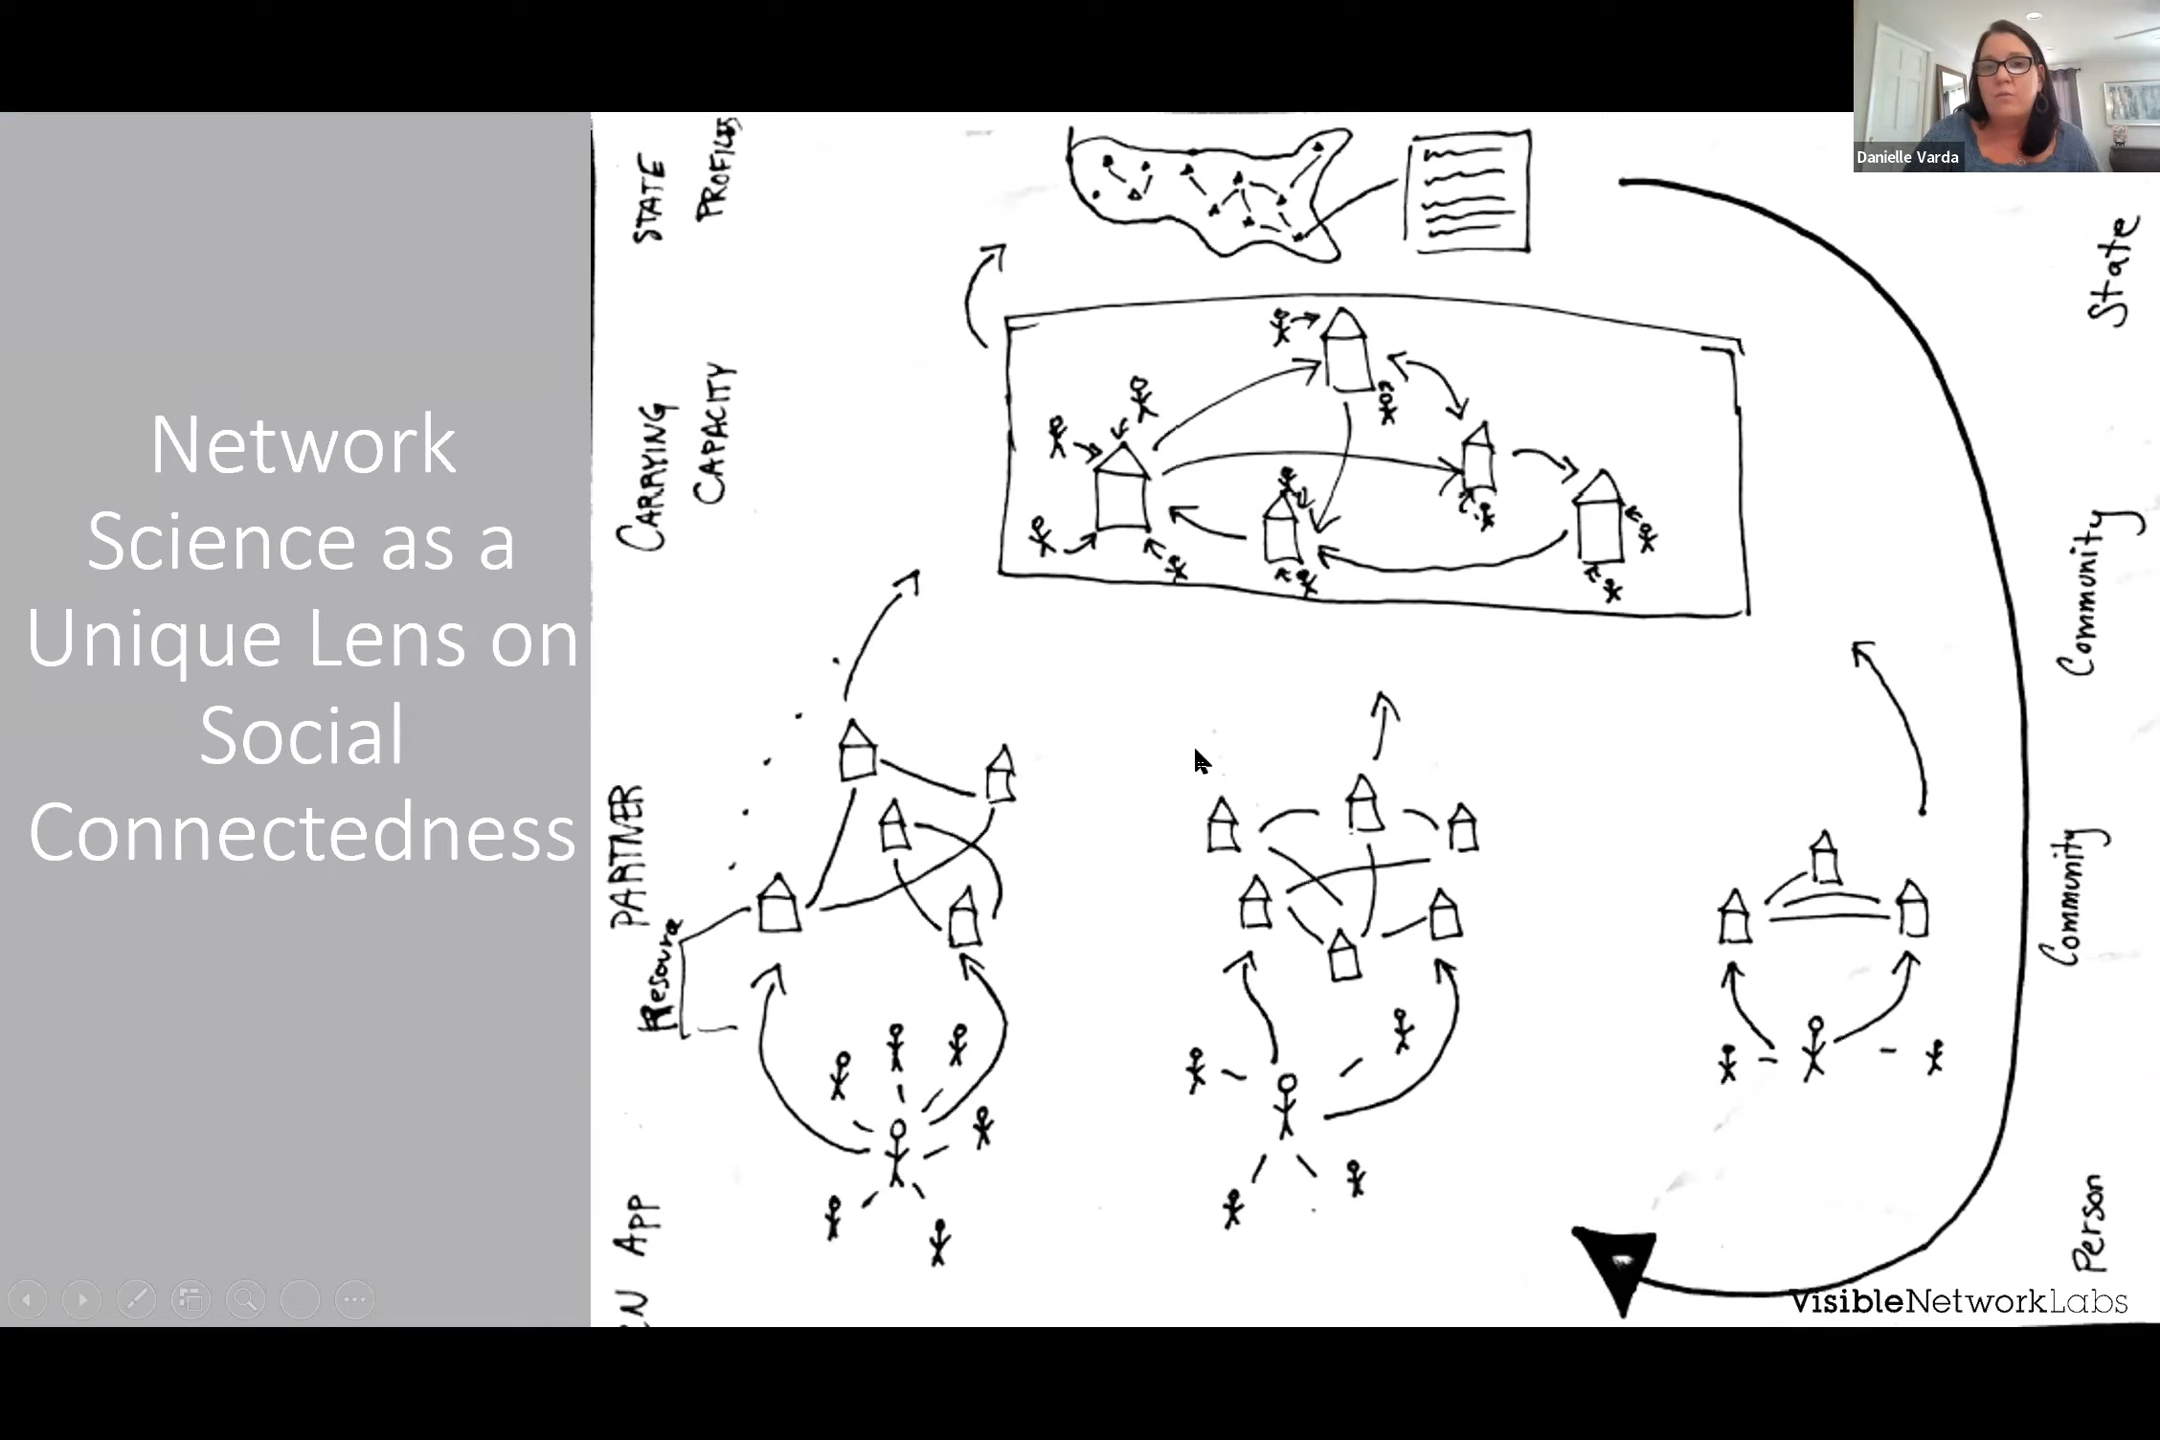 Danielle Varda
Network
Science as a
Unique Lens on
Social
Connectedness
STATE
PROFILES
CARRYING
CAPACITY
PARTNER
App
State
Community
Community
Person
VisibleNetworkLabs